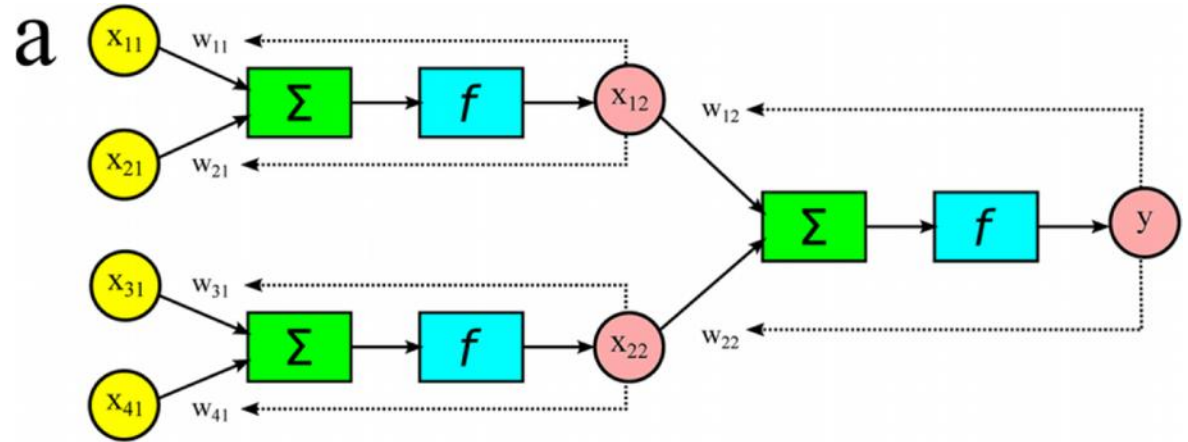 a
x₁₁
w₁₁
Σ
f
x₁₂
x₂₁
w₂₁
w₁₂
Σ
f
y
x₃₁
w₃₁
Σ
f
x₂₂
w₂₂
x₄₁
w₄₁